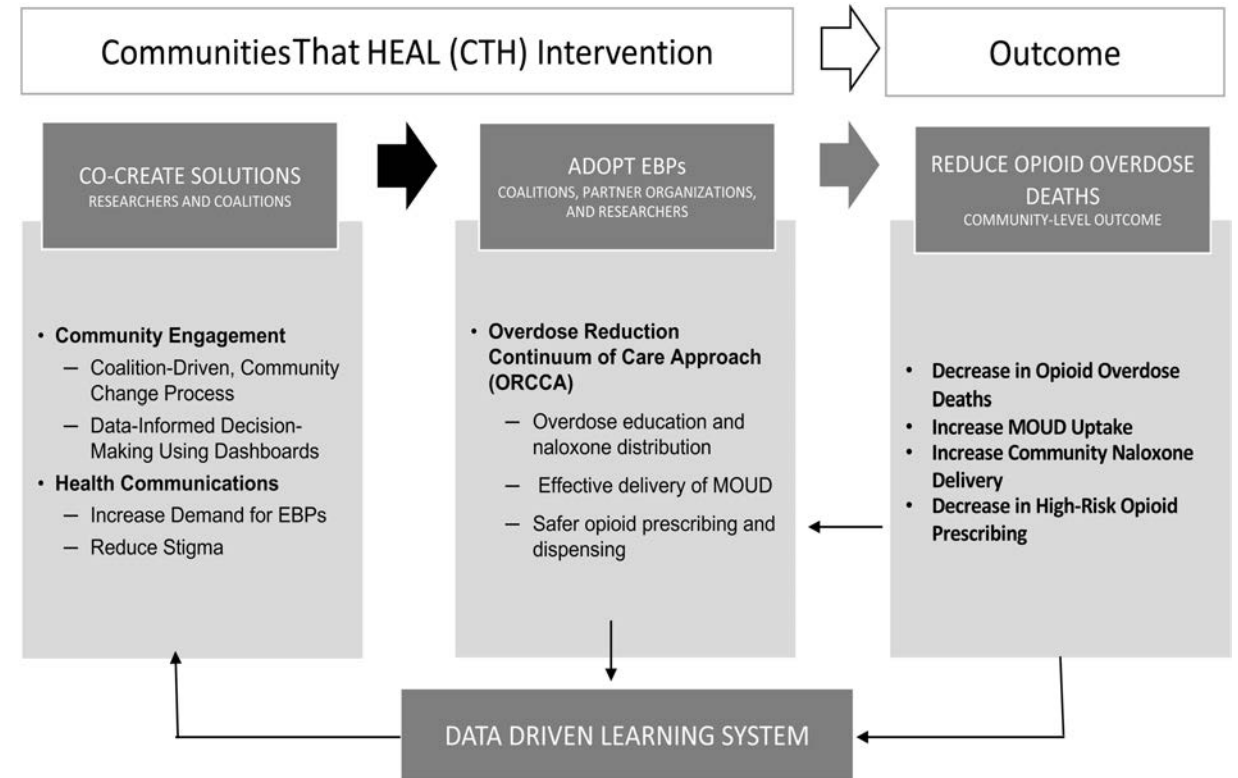 CommunitiesThat HEAL (CTH) Intervention
Outcome
CO-CREATE SOLUTIONS
RESEARCHERS AND COALITIONS
• Community Engagement
— Coalition-Driven, Community
Change Process
— Data-Informed Decision-
Making Using Dashboards
• Health Communications
— Increase Demand for EBPs
— Reduce Stigma
ADOPT EBPs
COALITIONS, PARTNER ORGANIZATIONS,
AND RESEARCHERS
• Overdose Reduction
Continuum of Care Approach
(ORCCA)
— Overdose education and
naloxone distribution
— Effective delivery of MOUD
— Safer opioid prescribing and
dispensing
REDUCE OPIOID OVERDOSE
DEATHS
COMMUNITY-LEVEL OUTCOME
• Decrease in Opioid Overdose
Deaths
• Increase MOUD Uptake
• Increase Community Naloxone
Delivery
• Decrease in High-Risk Opioid
Prescribing
DATA DRIVEN LEARNING SYSTEM